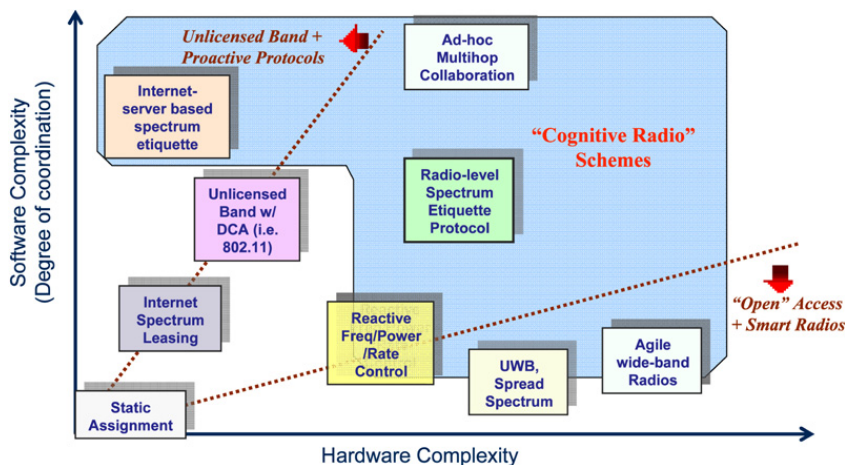 Unlicensed Band +
Proactive Protocols
Ad-hoc
Multihop
Collaboration
Internet-
server based
spectrum
etiquette
“Cognitive Radio”
Schemes
Radio-level
Spectrum
Etiquette
Protocol
Unlicensed
Band w/
DCA (i.e.
802.11)
Internet
Spectrum
Leasing
Reactive
Freq/Power
/Rate
Control
“Open” Access
+ Smart Radios
UWB,
Spread
Spectrum
Agile
wide-band
Radios
Static
Assignment
Software Complexity
(Degree of coordination)
Hardware Complexity